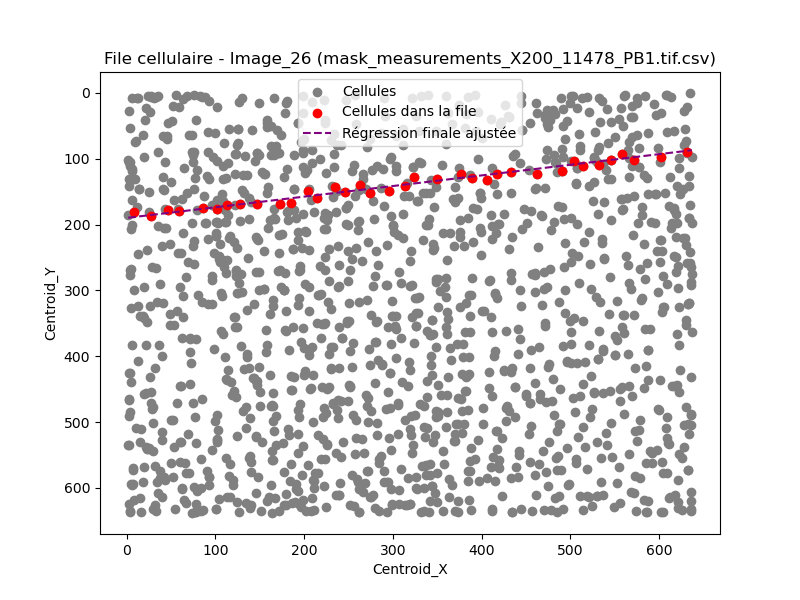 File cellulaire - Image_26 (mask_measurements_X200_11478_PB1.tif.csv)
Cellules
Cellules dans la file
Régression finale ajustée
0
100
200
300
400
500
600
Centroid_Y
0 100 200 300 400 500 600
Centroid_X